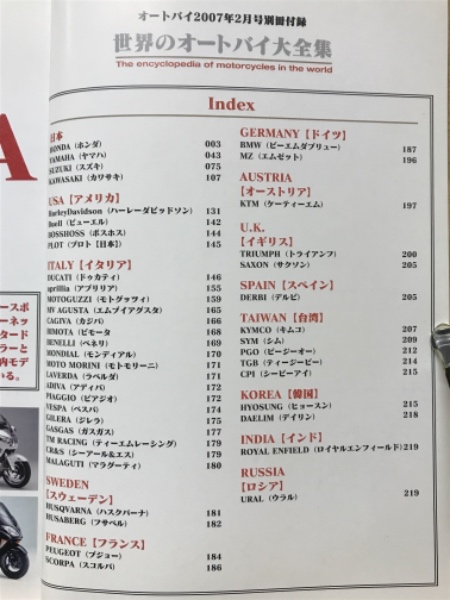 オートバイ2007年2月号別冊付録
世界のオートバイ大全集
The encyclopedia of motorcycles in the world
Index
日本
HONDA（ホンダ） 003
YAMAHA（ヤマハ） 043
SUZUKI（スズキ） 075
KAWASAKI（カワサキ） 107
USA【アメリカ】
HarleyDavidson（ハーレーダビッドソン） 131
Buell（ビューエル） 142
BOSSHOSS（ボスホス） 144
PLOT（プロト【日本】） 145
ITALY【イタリア】
DUCATI（ドゥカティ） 146
aprillia（アプリリア） 155
MOTOGUZZI（モトグッツィ） 159
MV AGUSTA（エムブイアグスタ） 165
CAGIVA（カジバ） 166
BIMOTA（ビモータ） 168
BENELLI（ベネリ） 169
MONDIAL（モンディアル） 170
MOTO MORINI（モトモリーニ） 171
LAVERDA（ラベルダ） 171
ADIVA（アディバ） 172
PIAGGIO（ピアジオ） 172
VESPA（ベスパ） 174
GILERA（ジレラ） 175
GASGAS（ガスガス） 177
TM RACING（ティーエムレーシング） 179
CR&S（シーアール&エス） 179
MALAGUTI（マラグーティ） 180
SWEDEN
【スウェーデン】
HUSQVARNA（ハスクバーナ） 181
HUSABERG（フサベル） 182
FRANCE【フランス】
PEUGEOT（プジョー） 184
SCORPA（スコルパ） 186
GERMANY【ドイツ】
BMW（ビーエムダブリュー） 187
MZ（エムゼット） 196
AUSTRIA
【オーストリア】
KTM（ケーティーエム） 197
U.K.
【イギリス】
TRIUMPH（トライアンフ） 200
SAXON（サクソン） 205
SPAIN【スペイン】
DERBI（デルビ） 205
TAIWAN【台湾】
KYMCO（キムコ） 207
SYM（シム） 209
PGO（ピージーオー） 212
TGB（ティージービー） 214
CPI（シーピーアイ） 215
KOREA【韓国】
HYOSUNG（ヒョースン） 215
DAELIM（デイリン） 218
INDIA【インド】
ROYAL ENFIELD（ロイヤルエンフィールド）219
RUSSIA
【ロシア】
URAL（ウラル） 219
A
ースポ
ーネッ
タード
ラーと
内モデ
いる。